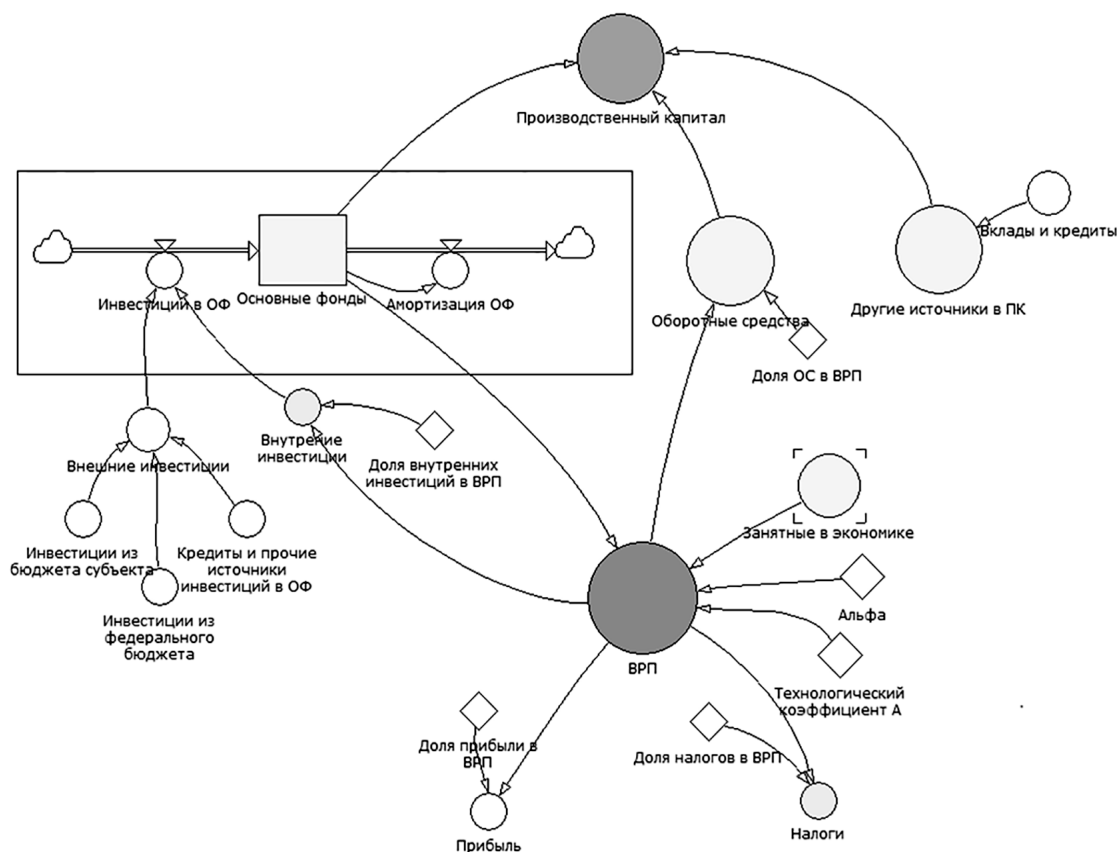 Производственный капитал
Вклады и кредиты
Инвестиции в ОФ
Основные фонды
Амортизация ОФ
Оборотные средства
Другие источники в ПК
Доля ОС в ВРП
Внутрение
инвестиции
Доля внутренних
инвестиций в ВРП
Внешние инвестиции
Занятные в экономике
Инвестиции из
бюджета субъекта
Кредиты и прочие
источники
инвестиций в ОФ
Инвестиции из
федерального
бюджета
Альфа
ВРП
Технологический
коэффициент А
Доля прибыли в
ВРП
Доля налогов в ВРП
Прибыль
Налоги